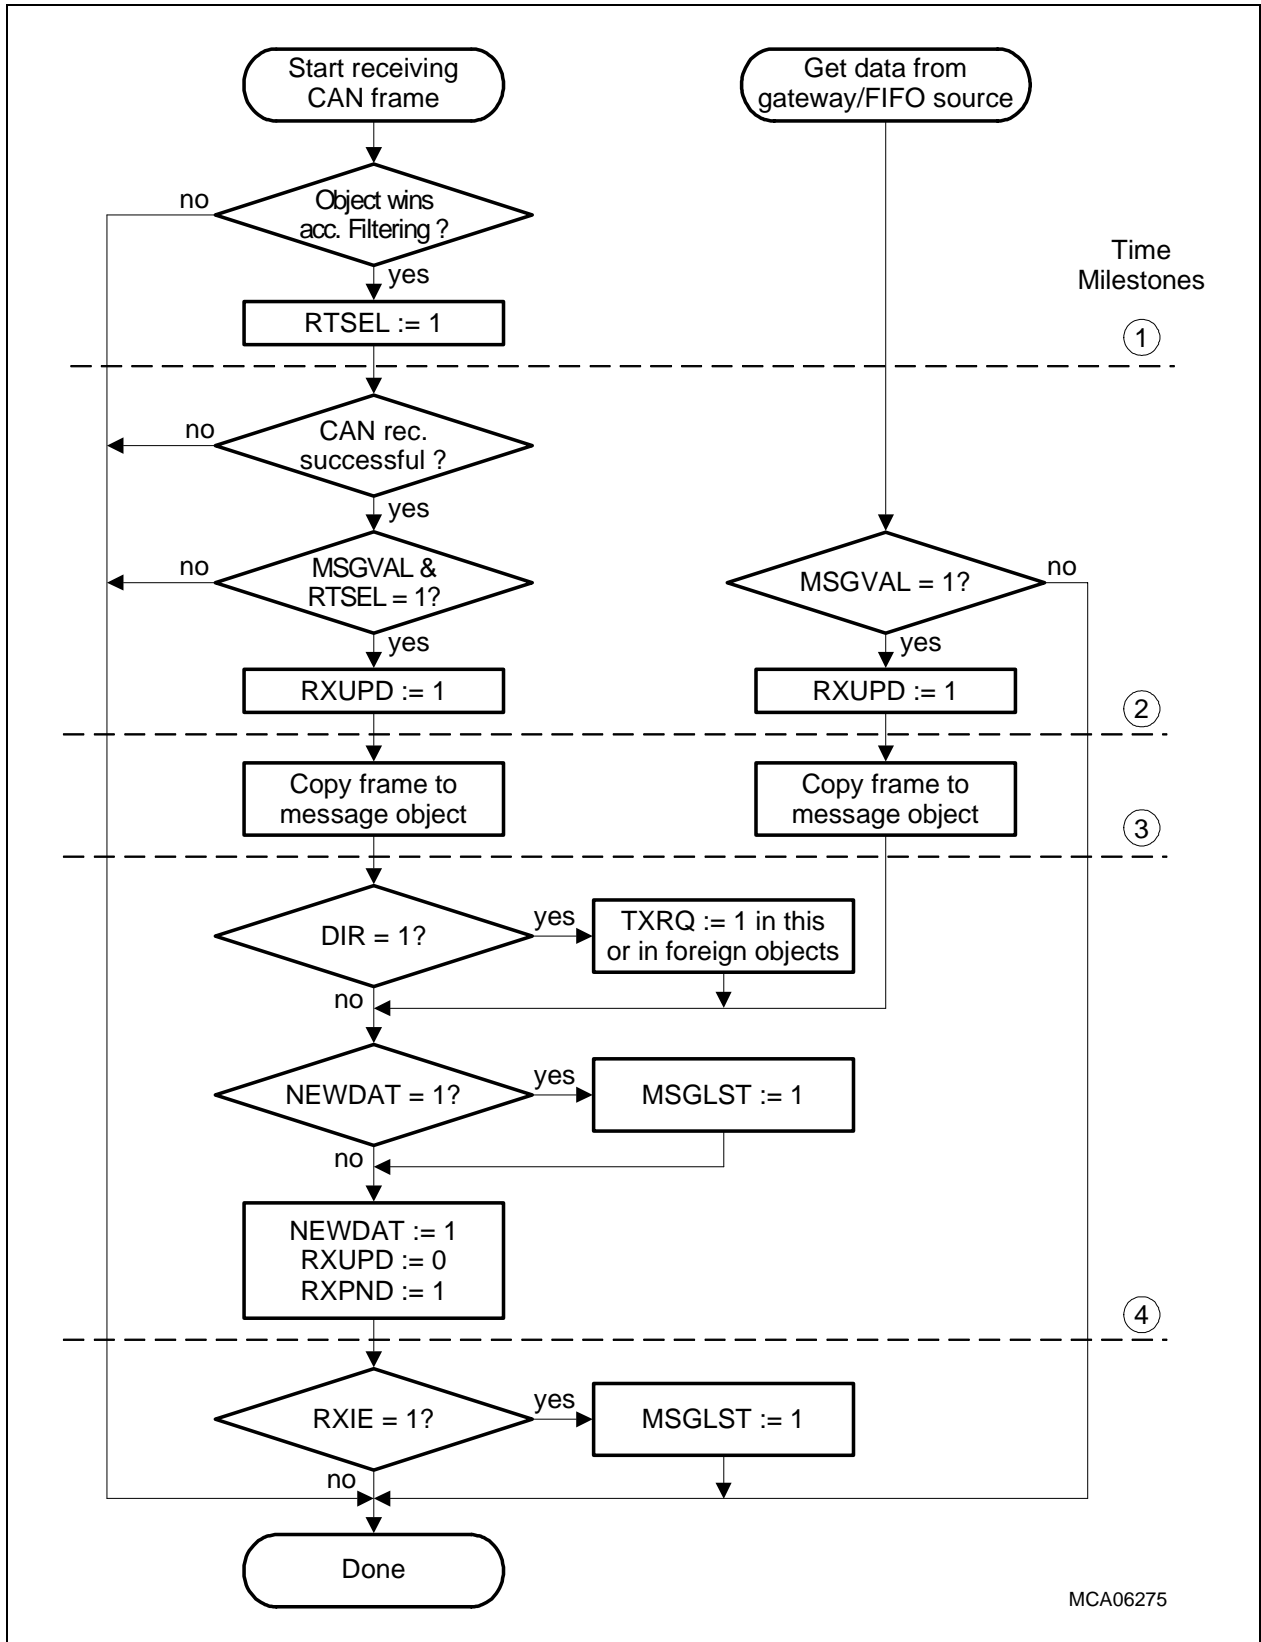 Start receiving
CAN frame
Get data from
gateway/FIFO source
no
Object wins
acc. Filtering ?
yes
Time
Milestones
RTSEL := 1
1
no
CAN rec.
successful ?
yes
no
MSGVAL &
RTSEL = 1?
MSGVAL = 1?
no
yes
yes
RXUPD := 1
RXUPD := 1
2
Copy frame to
message object
Copy frame to
message object
3
DIR = 1?
yes
TXRQ := 1 in this
or in foreign objects
no
NEWDAT = 1?
yes
MSGLST := 1
no
NEWDAT := 1
RXUPD := 0
RXPND := 1
4
RXIE = 1?
yes
MSGLST := 1
no
Done
MCA06275